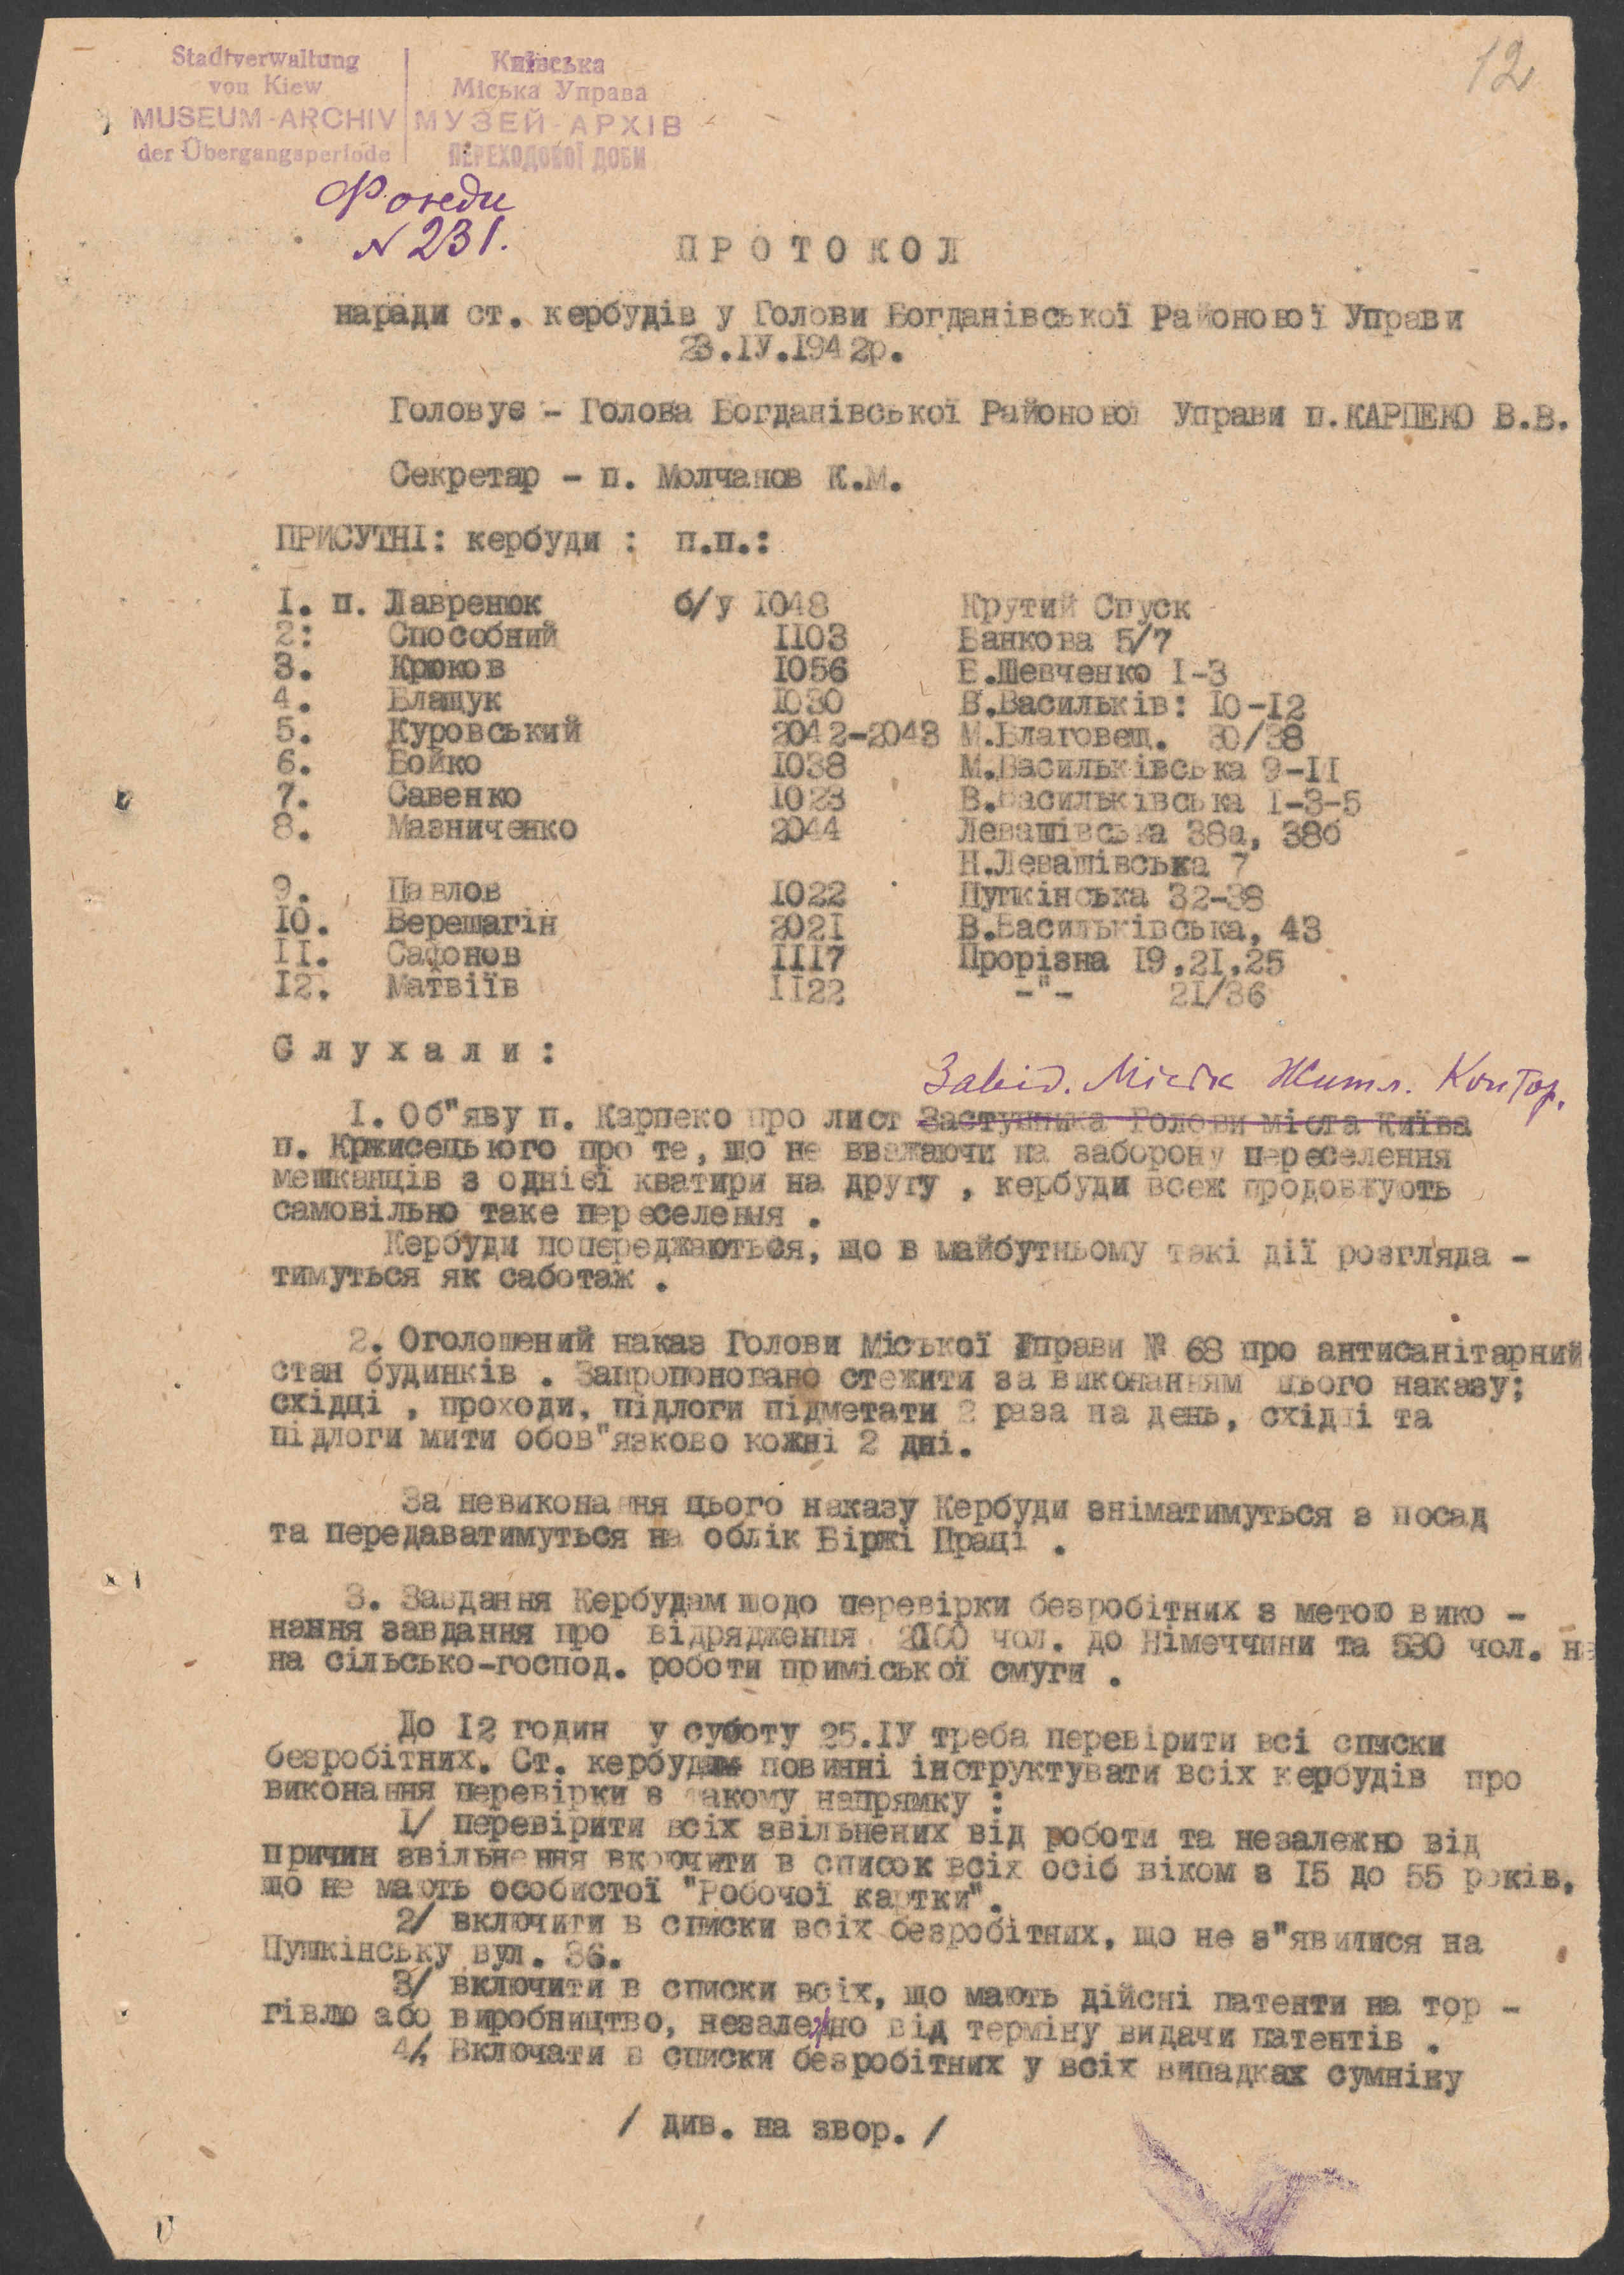 12
Stadtverwaltung
von Kiew
MUSEUM-ARCHIV
der Übergangsperiode
Київська
Міська Управа
МУЗЕЙ-АРХІВ
ПЕРЕХОДОВОЇ ДОБИ
Фонди
N 231.
ПРОТОКОЛ
наради ст. кербудів у Голови Богданівської Районової Управи
23.ІУ.1942р.
Головує - Голова Богданівської Районової Управи п.КАРПЕКО В.В.
Секретар - п. Молчанов К.М.
ПРИСУТНІ: кербуди : п.п.:
I. п. Лавренюк б/у I048 Крутий Спуск
2: Способний II03 Банкова 5/7
3. Крюков I056 Б.Шевченко I-3
4. Влащук I030 В.Васильків: I0-I2
5. Куровський 2042-2043 М.Благовещ. 30/38
6. Бойко I038 М.Васильківська 9-II
7. Савенко I023 В.Васильківська I-3-5
8. Мазниченко 2044 Левашівська 38а, 38б
Н.Левашівська 7
9. Павлов I022 Пушкінська 32-38
I0. Верещагін 202I В.Васильківська, 43
II. Сафонов III7 Прорізна I9,2I,25
I2. Матвіїв II22 -"- 2I/36
Слухали:
Завід. Міськ Житл. Контор.
I. Об"яву п. Карпеко про лист Заступника Голови міста Київа
п. Кржисецького про те, що не вважаючи на заборону переселення
мешканців з однієї кватири на другу , кербуди всеж продовжують
самовільно таке переселення .
Кербуди попереджаються, що в майбутньому такі дії розгляда -
тимуться як саботаж .
2. Оголошений наказ Голови Міської Управи № 68 про антисанітарний
стан будинків . Запропоновано стежити за виконанням цього наказу;
східці , проходи, підлоги підметати 2 раза на день, східці та
підлоги мити обов"язково кожні 2 дні.
За невиконання цього наказу Кербуди зніматимуться з посад
та передаватимуться на облік Біржі Праці .
3. Завдання Кербудам шодо перевірки безробітних з метою вико -
нання завдання про відрядження 2100 чол. до Німеччини та 530 чол. на
на сільсько-господ. роботи приміської смуги .
До I2 годин у суботу 25.ІУ треба перевірити всі списки
безробітних. Ст. кербудам повинні інструктувати всіх кербудів про
виконання перевірки в такому напрямку :
I/ перевірити всіх звільнених від роботи та незалежно від
причин звільнення включити в список всіх осіб віком з I5 до 55 років,
що не мають особистої "Робочої картки".
2/ включити в списки всіх безробітних, що не з"явилися на
Пушкінську вул. 36.
3/ включити в списки всіх, що мають дійсні патенти на тор -
гівлю або виробництво, незалежно від терміну видачи патентів .
4/. Включати в списки безробітних у всіх випадках сумніву
/ див. на звор. /